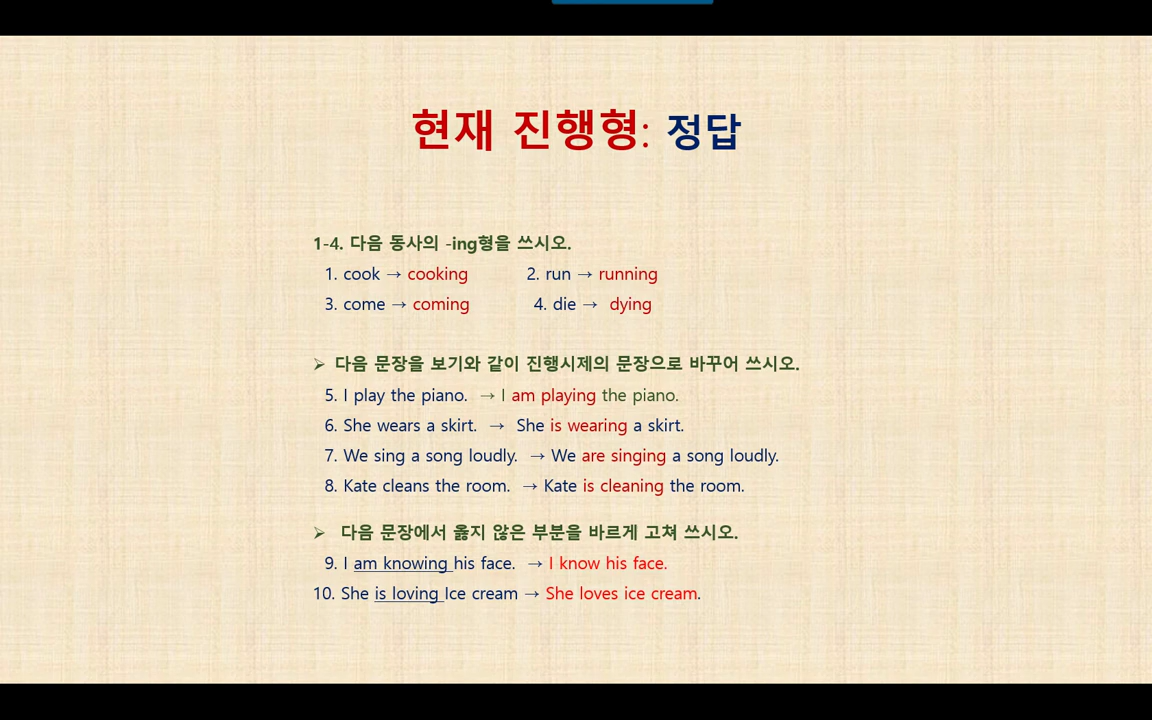 현재 진행형: 정답
1-4. 다음 동사의 -ing형을 쓰시오.
1. cook → cooking 2. run → running
3. come → coming 4. die → dying
➢ 다음 문장을 보기와 같이 진행시제의 문장으로 바꾸어 쓰시오.
5. I play the piano. → I am playing the piano.
6. She wears a skirt. → She is wearing a skirt.
7. We sing a song loudly. → We are singing a song loudly.
8. Kate cleans the room. → Kate is cleaning the room.
➢ 다음 문장에서 옳지 않은 부분을 바르게 고쳐 쓰시오.
9. I am knowing his face. → I know his face.
10. She is loving Ice cream → She loves ice cream.